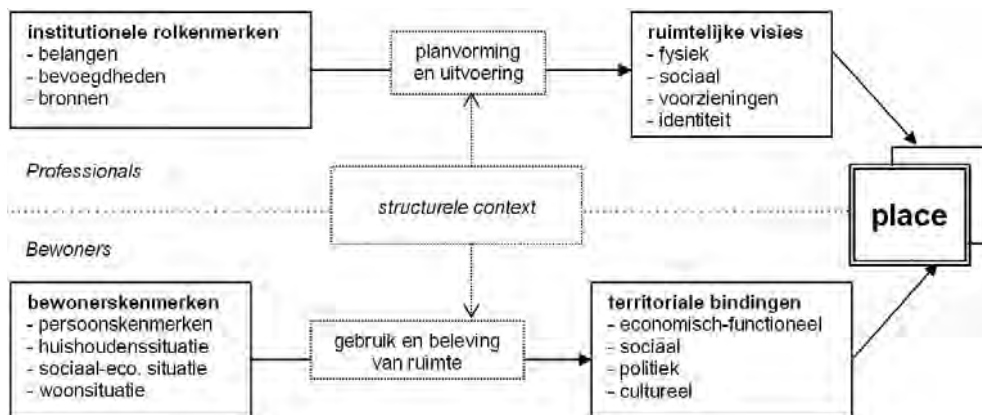 institutionele rolkenmerken
- belangen
- bevoegdheden
- bronnen
planvorming
en uitvoering
ruimtelijke visies
- fysiek
- sociaal
- voorzieningen
- identiteit
Professionals
structurele context
place
Bewoners
bewonerskenmerken
- persoonskenmerken
- huishoudenssituatie
- sociaal-eco. situatie
- woonsituatie
gebruik en beleving
van ruimte
territoriale bindingen
- economisch-functioneel
- sociaal
- politiek
- cultureel